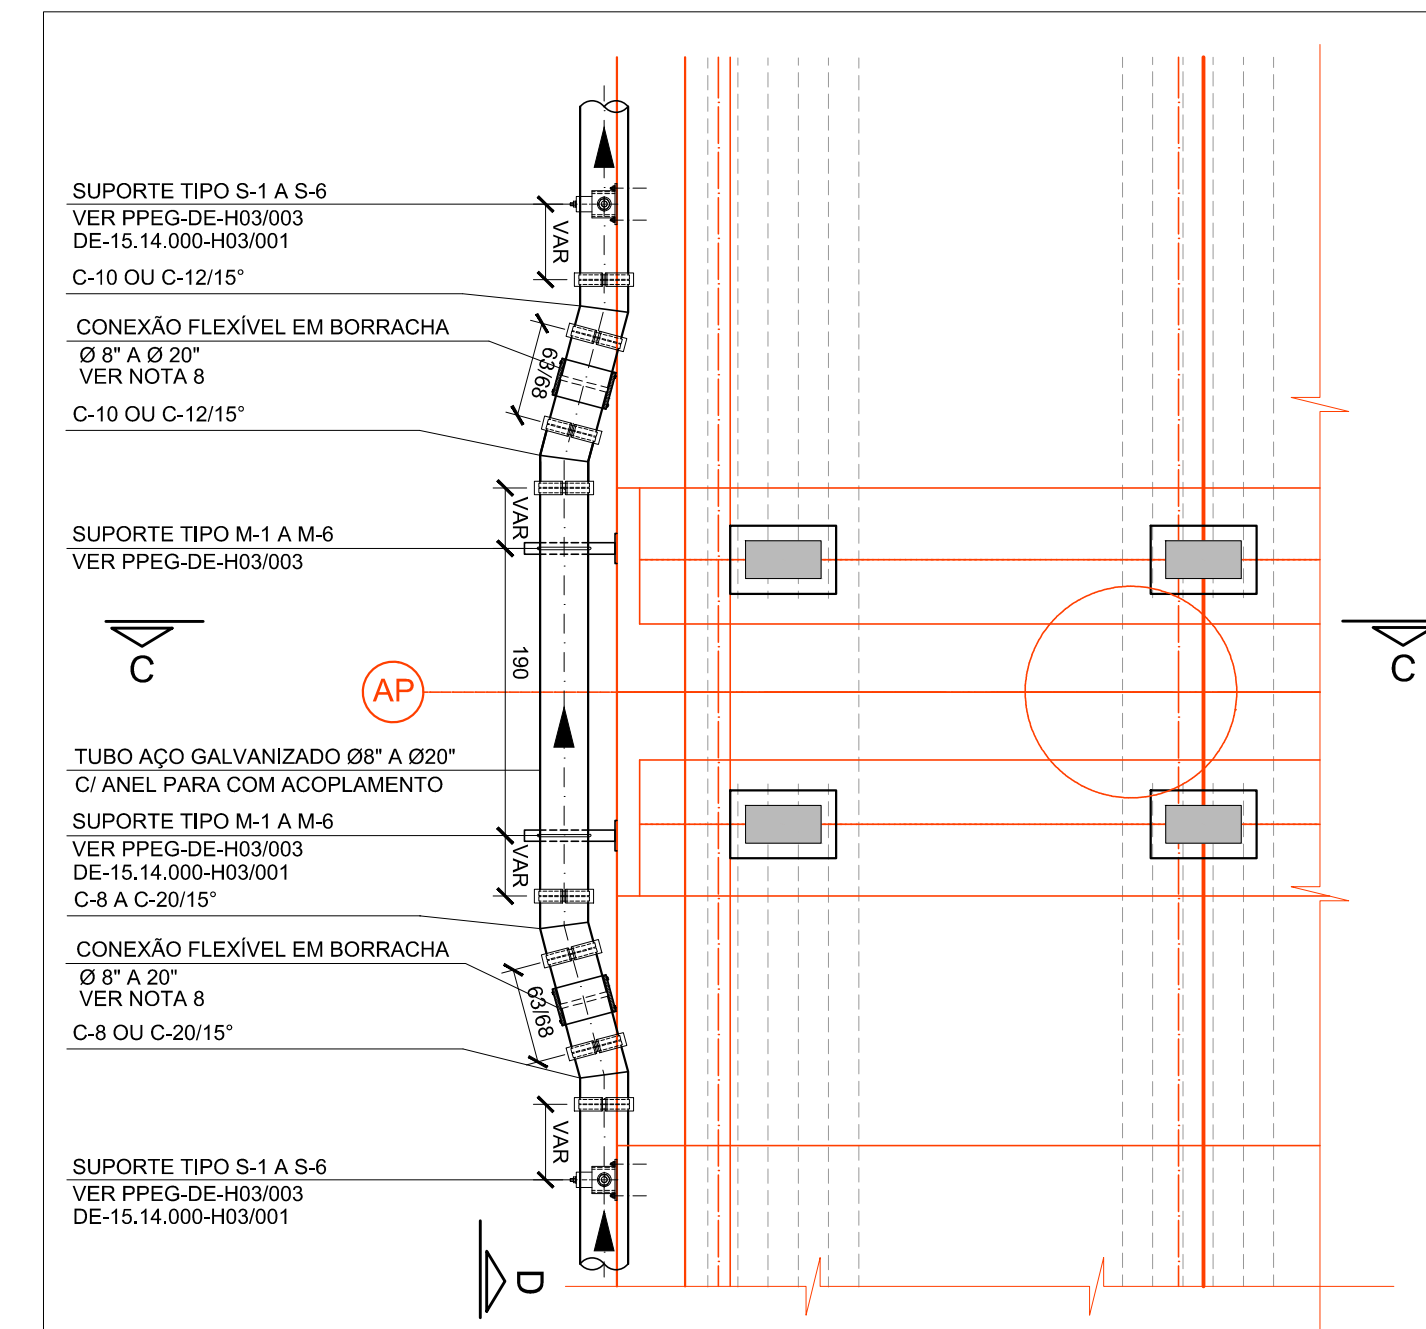 SUPORTE TIPO S-1 A S-6
VER PPEG-DE-H03/003
DE-15.14.000-H03/001
VAR
C-10 OU C-12/15°
CONEXÃO FLEXÍVEL EM BORRACHA
Ø 8" A Ø 20"
VER NOTA 8
63/68
C-10 OU C-12/15°
VAR
SUPORTE TIPO M-1 A M-6
VER PPEG-DE-H03/003
C
C
190
AP
TUBO AÇO GALVANIZADO Ø8" A Ø20"
C/ ANEL PARA COM ACOPLAMENTO
SUPORTE TIPO M-1 A M-6
VER PPEG-DE-H03/003
DE-15.14.000-H03/001
VAR
C-8 A C-20/15°
CONEXÃO FLEXÍVEL EM BORRACHA
Ø 8" A 20"
VER NOTA 8
63/68
C-8 OU C-20/15°
VAR
SUPORTE TIPO S-1 A S-6
VER PPEG-DE-H03/003
DE-15.14.000-H03/001
D